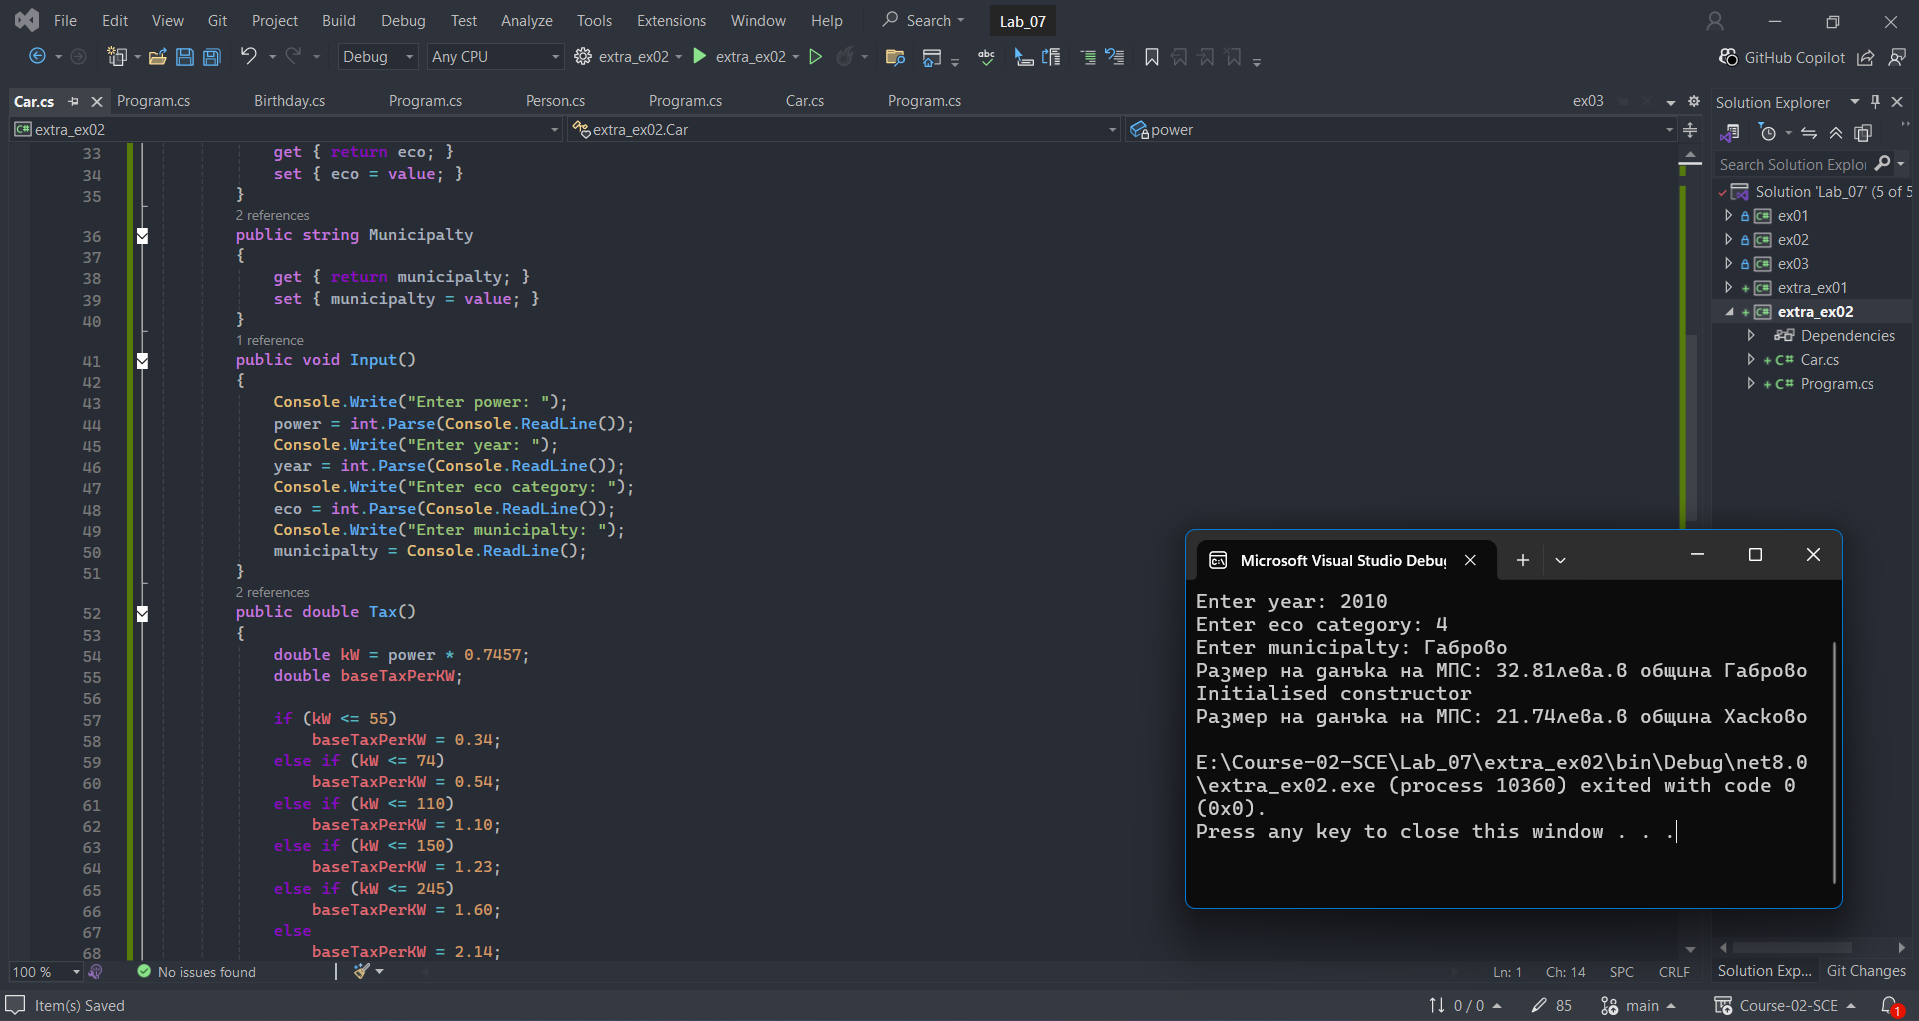 File Edit View Git Project Build Debug Test Analyze Tools Extensions Window Help Search Lab_07
Debug Any CPU extra_ex02 extra_ex02 GitHub Copilot
Car.cs Program.cs Birthday.cs Program.cs Person.cs Program.cs Car.cs Program.cs ex03
C# extra_ex02 extra_ex02.Car power
33 get { return eco; }
34 set { eco = value; }
35 }
2 references
36 public string Municipalty
37 {
38 get { return municipalty; }
39 set { municipalty = value; }
40 }
1 reference
41 public void Input()
42 {
43 Console.Write("Enter power: ");
44 power = int.Parse(Console.ReadLine());
45 Console.Write("Enter year: ");
46 year = int.Parse(Console.ReadLine());
47 Console.Write("Enter eco category: ");
48 eco = int.Parse(Console.ReadLine());
49 Console.Write("Enter municipalty: ");
50 municipalty = Console.ReadLine();
51 }
2 references
52 public double Tax()
53 {
54 double kW = power * 0.7457;
55 double baseTaxPerKW;
56
57 if (kW <= 55)
58 baseTaxPerKW = 0.34;
59 else if (kW <= 74)
60 baseTaxPerKW = 0.54;
61 else if (kW <= 110)
62 baseTaxPerKW = 1.10;
63 else if (kW <= 150)
64 baseTaxPerKW = 1.23;
65 else if (kW <= 245)
66 baseTaxPerKW = 1.60;
67 else
68 baseTaxPerKW = 2.14;
Microsoft Visual Studio Debug
Enter year: 2010
Enter eco category: 4
Enter municipalty: Габрово
Размер на данъка на МПС: 32.81лева.в община Габрово
Initialised constructor
Размер на данъка на МПС: 21.74лева.в община Хасково
E:\Course-02-SCE\Lab_07\extra_ex02\bin\Debug\net8.0
\extra_ex02.exe (process 10360) exited with code 0
(0x0).
Press any key to close this window . . .
Solution Explorer
Search Solution Explo
Solution 'Lab_07' (5 of 5
C# ex01
C# ex02
C# ex03
C# extra_ex01
C# extra_ex02
Dependencies
C# Car.cs
C# Program.cs
100 % No issues found Ln: 1 Ch: 14 SPC CRLF Solution Exp... Git Changes
Item(s) Saved 0 / 0 85 main Course-02-SCE 1